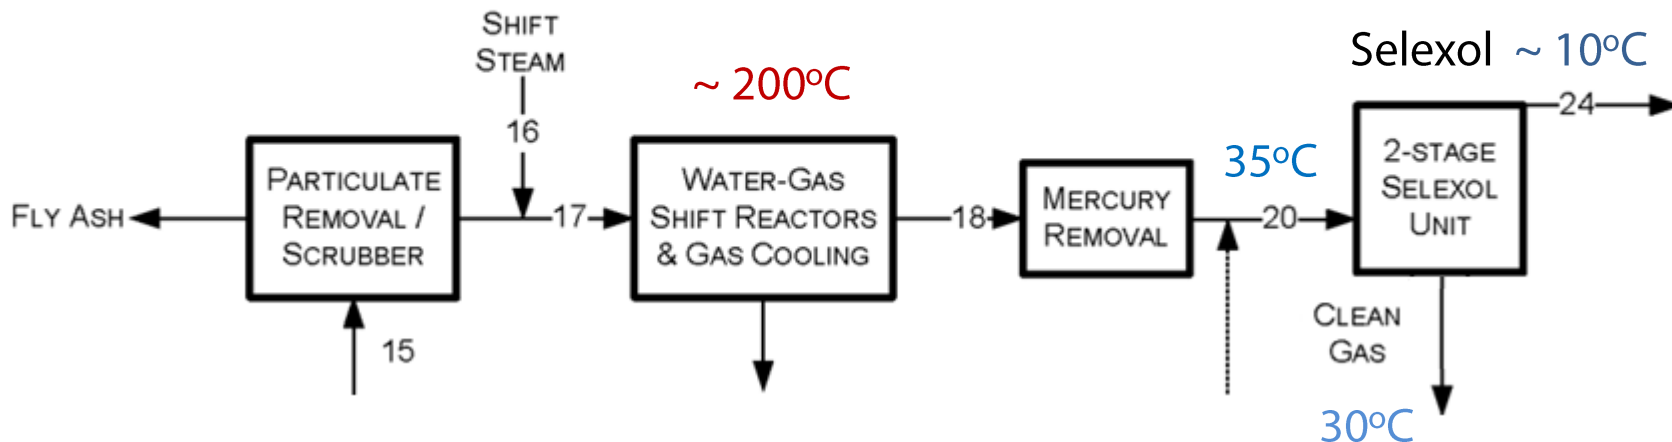 SHIFT
STEAM
~ 200°C
Selexol ~ 10°C
24
16
PARTICULATE
REMOVAL /
SCRUBBER
WATER-GAS
SHIFT REACTORS
& GAS COOLING
MERCURY
REMOVAL
35°C
2-STAGE
SELEXOL
UNIT
FLY ASH
17
18
20
15
CLEAN
GAS
30°C